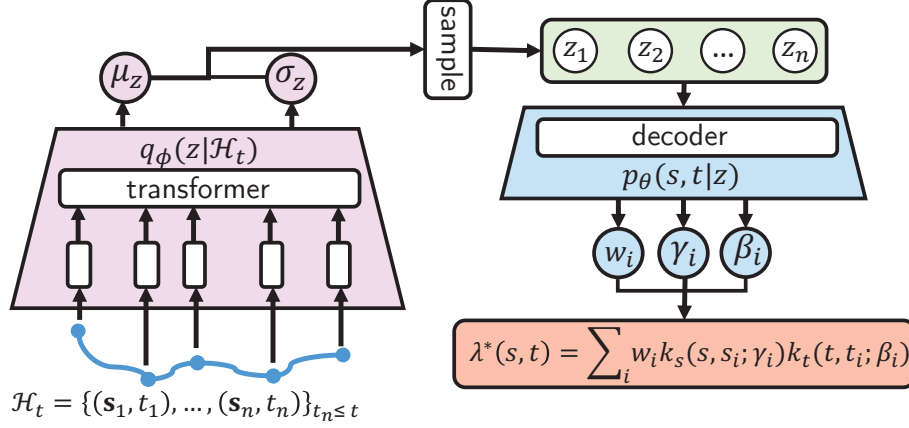 μ_z
σ_z
q_ϕ(z|ℋ_t)
transformer
ℋ_t = {(𝐬_1, t_1), …, (𝐬_n, t_n)}_{t_n≤ t}
sample
z_1 z_2 … z_n
decoder
p_θ(s, t|z)
w_i γ_i β_i
λ*(s, t) = ∑_i w_i k_s(s, s_i; γ_i)k_t(t, t_i; β_i)